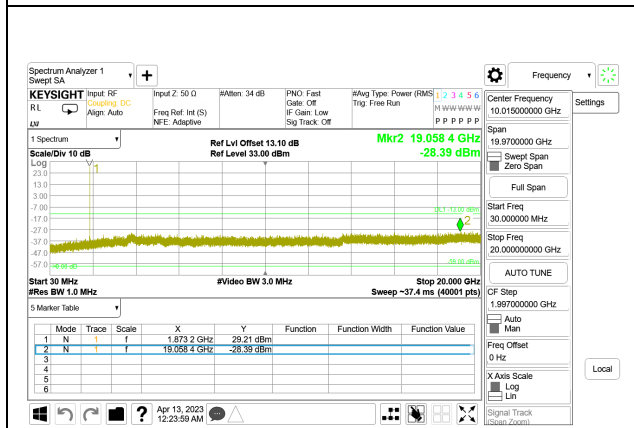 Spectrum Analyzer 1
Swept SA
+
Frequency
KEYSIGHT
RL
Input: RF
Coupling: DC
Align: Auto
Input Z: 50 Ω
Freq Ref: Int (S)
NFE: Adaptive
#Atten: 34 dB
PNO: Fast
Gate: Off
IF Gain: Low
Sig Track: Off
#Avg Type: Power (RMS
Trig: Free Run
1 2 3 4 5 6
M W W W W W
P P P P P P
1 Spectrum
Scale/Div 10 dB
Log
Ref Lvl Offset 13.10 dB
Ref Level 33.00 dBm
Mkr2 19.058 4 GHz
-28.39 dBm
23.0
13.0
3.00
-7.00
-17.0
-27.0
-37.0
-47.0
-57.0
1
2
DL1 -13.00 dBm
Start 30 MHz
#Res BW 1.0 MHz
#Video BW 3.0 MHz
Stop 20.000 GHz
Sweep ~37.4 ms (40001 pts)
5 Marker Table
Mode Trace Scale X Y Function Function Width Function Value
1 N 1 f 1.873 2 GHz 29.21 dBm
2 N 1 f 19.058 4 GHz -28.39 dBm
3
4
5
6
?
Apr 13, 2023
12:23:59 AM
Center Frequency
10.015000000 GHz
Settings
Span
19.9700000 GHz
Swept Span
Zero Span
Full Span
Start Freq
30.000000 MHz
Stop Freq
20.000000000 GHz
AUTO TUNE
CF Step
1.997000000 GHz
Auto
Man
Freq Offset
0 Hz
X Axis Scale
Log
Lin
Local
Signal Track
(Span Zoom)